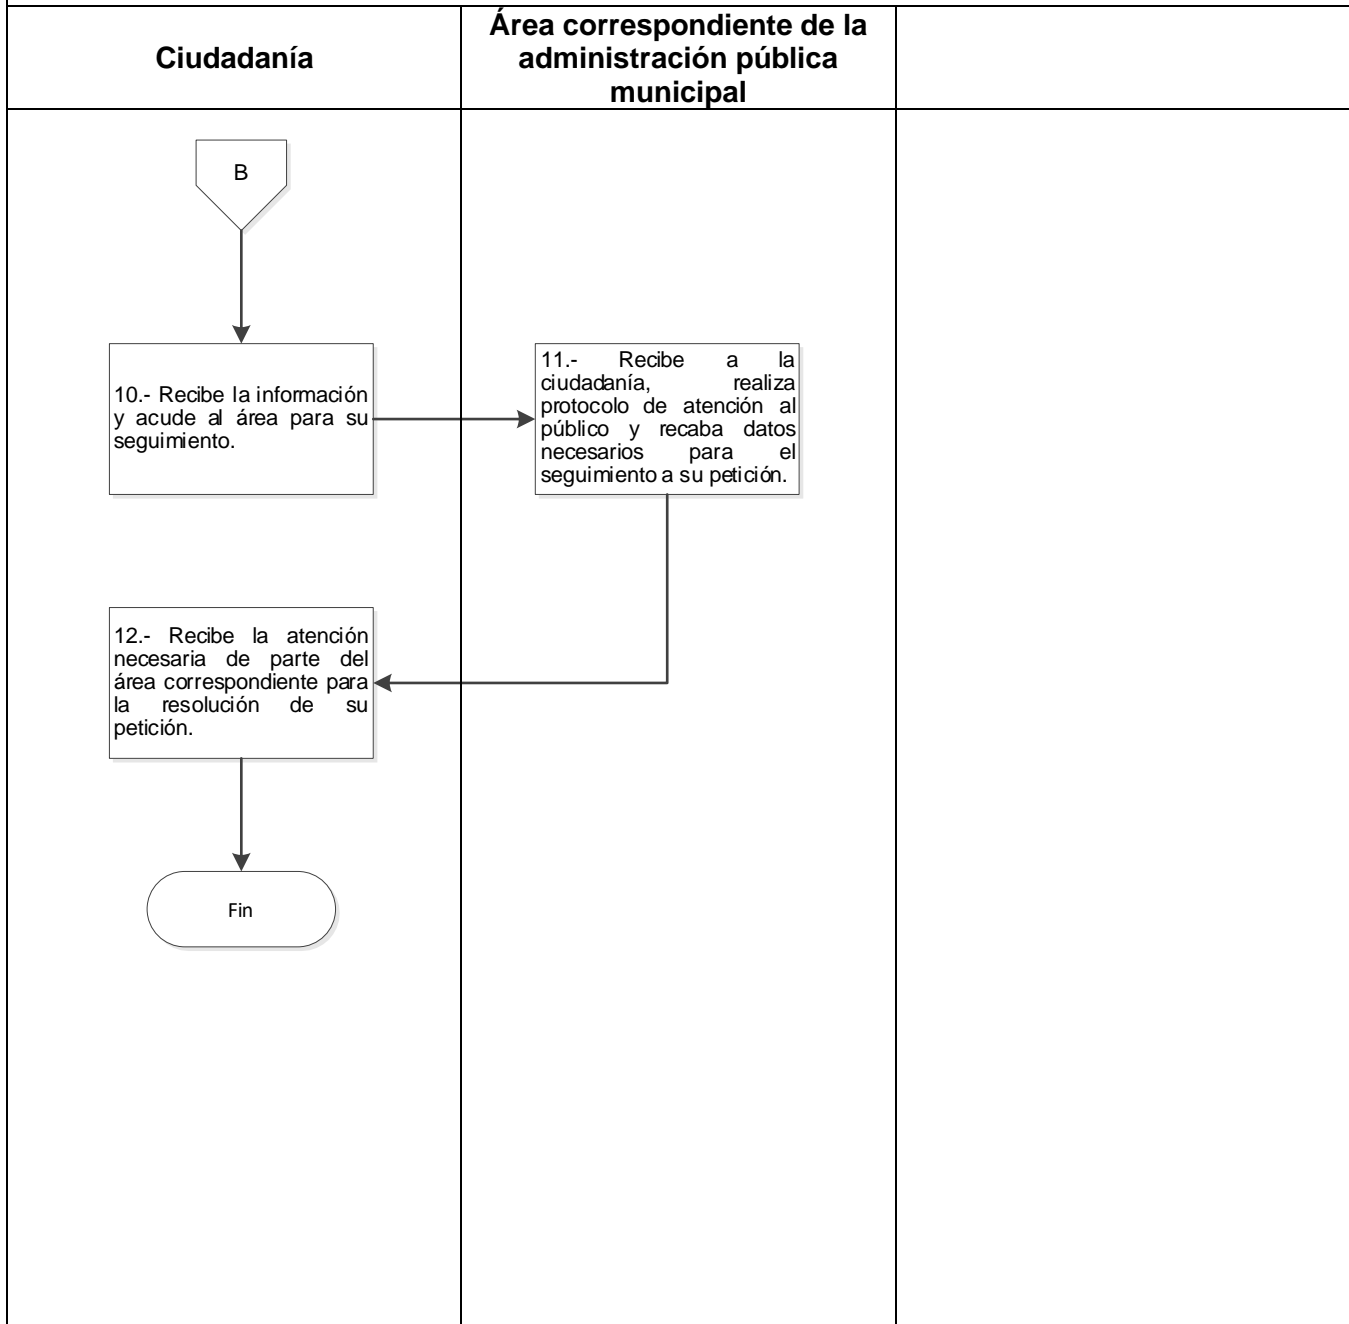 Ciudadanía
Área correspondiente de la
administración pública
municipal
B
10.- Recibe la información
y acude al área para su
seguimiento.
11.- Recibe a la
ciudadanía, realiza
protocolo de atención al
público y recaba datos
necesarios para el
seguimiento a su petición.
12.- Recibe la atención
necesaria de parte del
área correspondiente para
la resolución de su
petición.
Fin